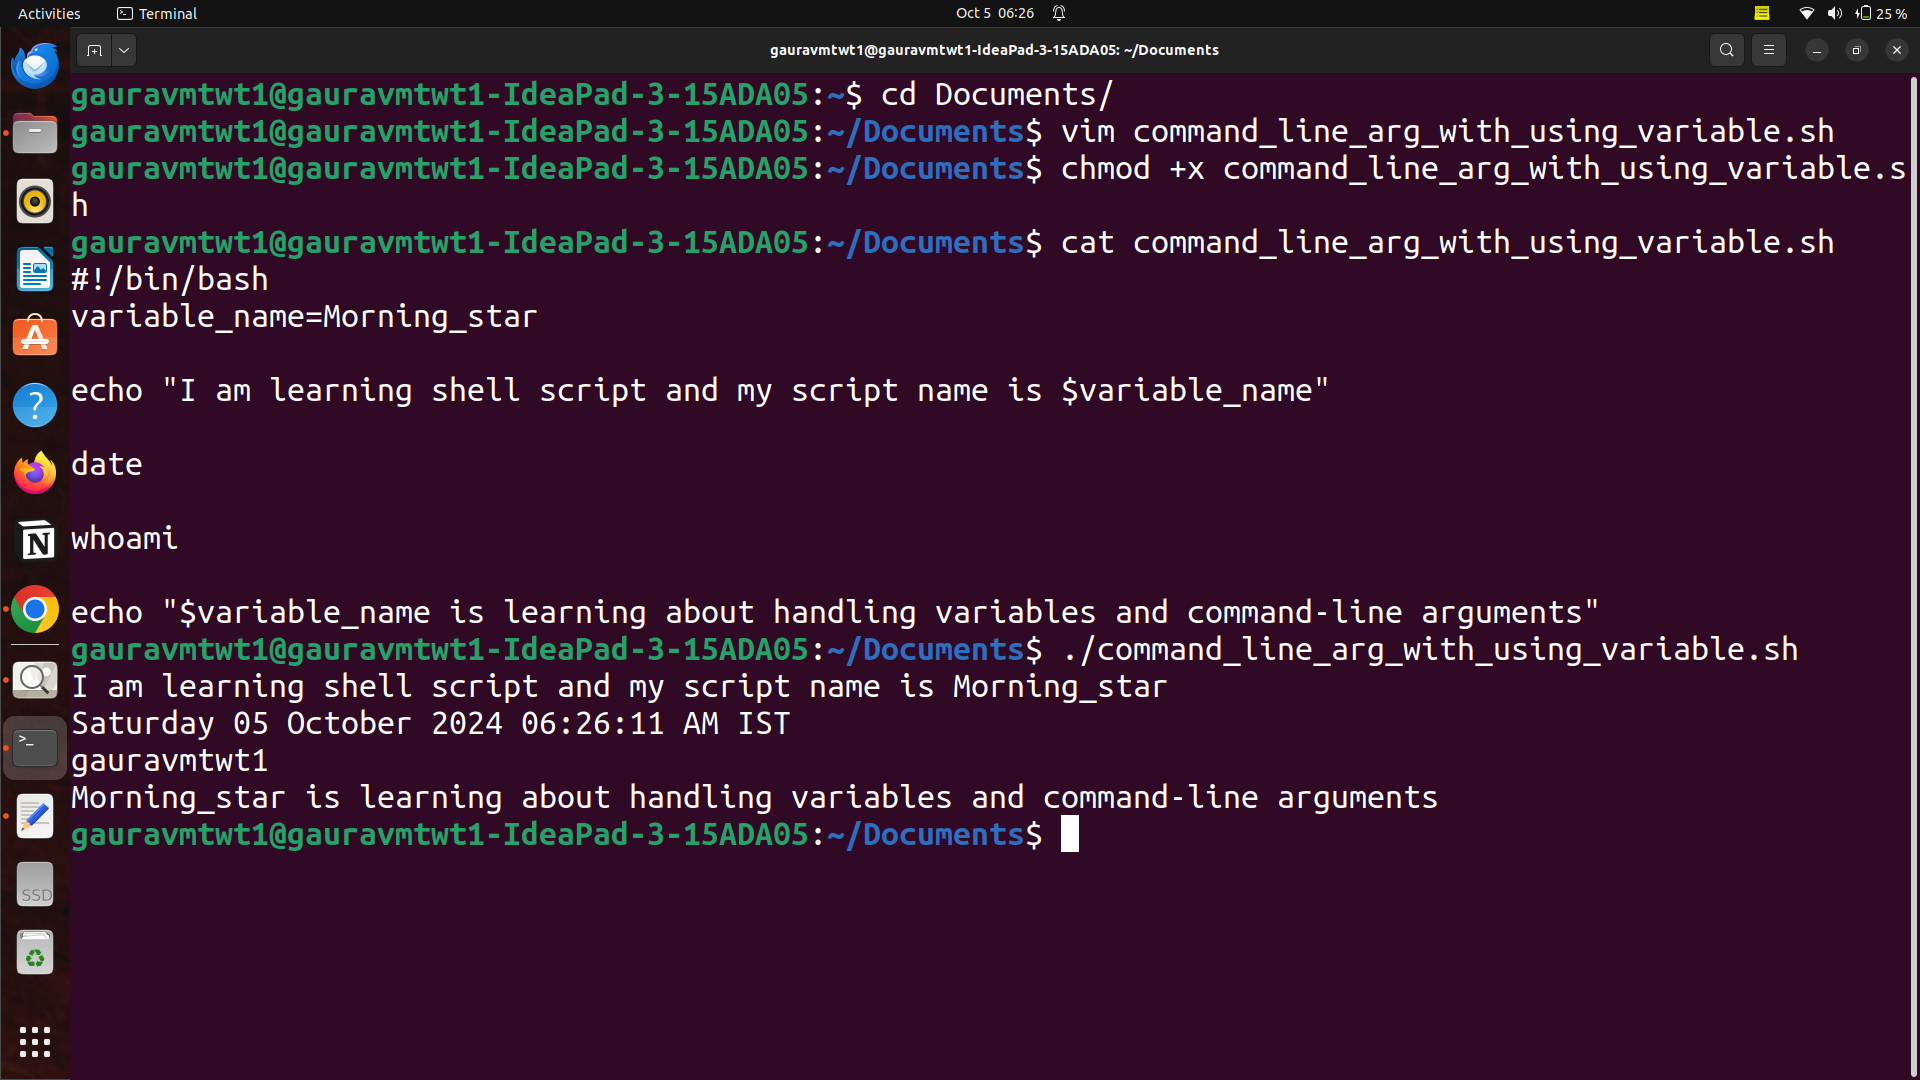 Activities Terminal Oct 5 06:26 25 %
gauravmtwt1@gauravmtwt1-IdeaPad-3-15ADA05: ~/Documents
gauravmtwt1@gauravmtwt1-IdeaPad-3-15ADA05:~$ cd Documents/
gauravmtwt1@gauravmtwt1-IdeaPad-3-15ADA05:~/Documents$ vim command_line_arg_with_using_variable.sh
gauravmtwt1@gauravmtwt1-IdeaPad-3-15ADA05:~/Documents$ chmod +x command_line_arg_with_using_variable.s
h
gauravmtwt1@gauravmtwt1-IdeaPad-3-15ADA05:~/Documents$ cat command_line_arg_with_using_variable.sh
#!/bin/bash
variable_name=Morning_star
echo "I am learning shell script and my script name is $variable_name"
date
whoami
echo "$variable_name is learning about handling variables and command-line arguments"
gauravmtwt1@gauravmtwt1-IdeaPad-3-15ADA05:~/Documents$ ./command_line_arg_with_using_variable.sh
I am learning shell script and my script name is Morning_star
Saturday 05 October 2024 06:26:11 AM IST
gauravmtwt1
Morning_star is learning about handling variables and command-line arguments
gauravmtwt1@gauravmtwt1-IdeaPad-3-15ADA05:~/Documents$
SSD